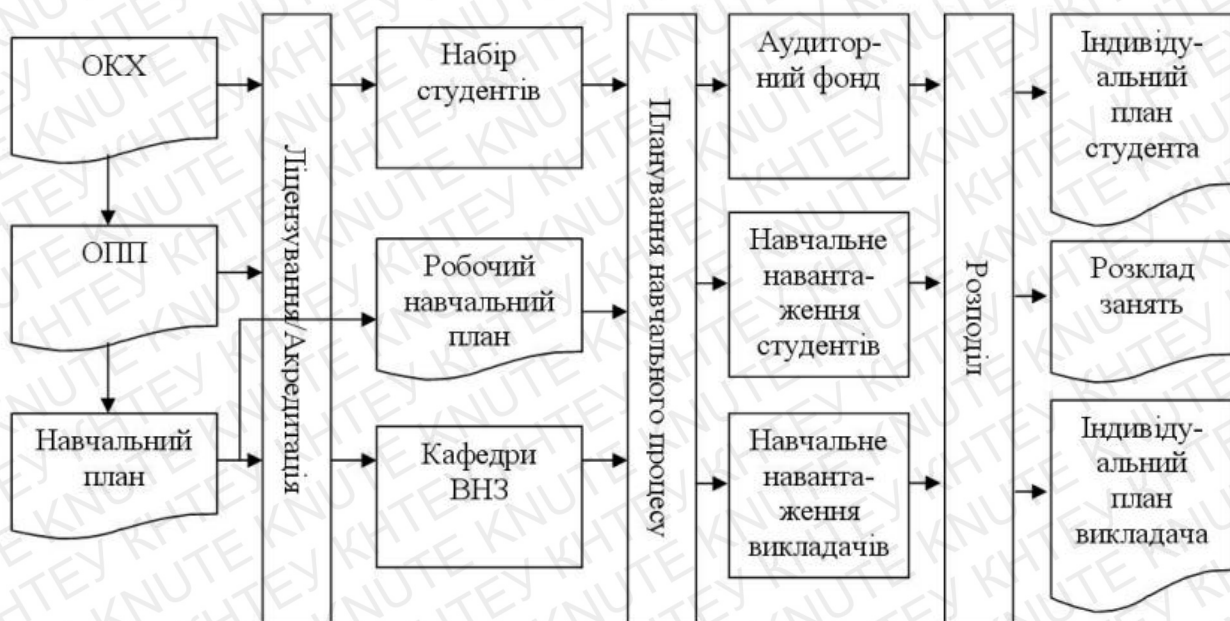 ОКХ
ОПП
Навчальний
план
Ліцензування/Акредитація
Набір
студентів
Робочий
навчальний
план
Кафедри
ВНЗ
Планування навчального процесу
Аудитор-
ний фонд
Навчальне
наванта-
ження
студентів
Навчальне
наванта-
ження
викладачів
Розподіл
Індивіду-
альний
план
студента
Розклад
занять
Індивіду-
альний
план
викладача